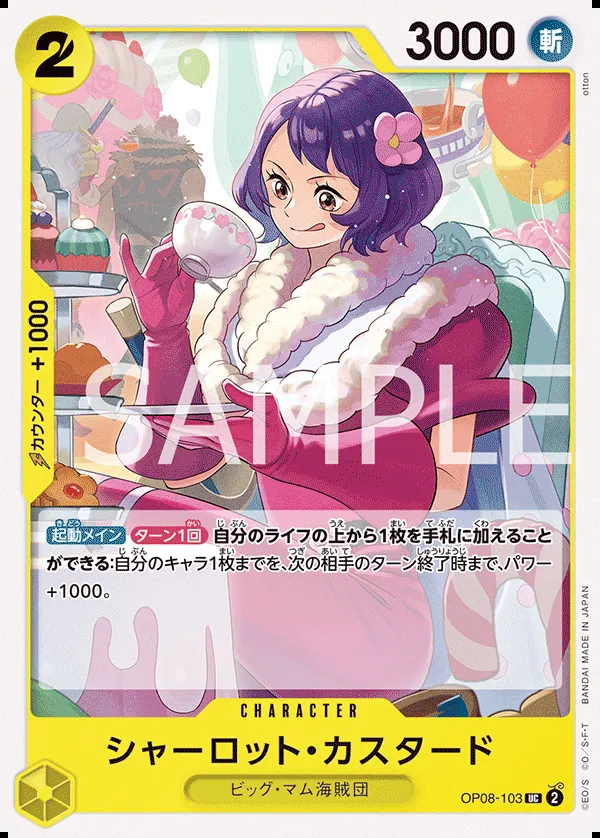 2
3000
斬
otton
カウンター +1000
SAMPLE
起動メイン ターン1回 自分のライフの上から1枚を手札に加えること
ができる:自分のキャラ1枚までを、次の相手のターン終了時まで、パワー
+1000。
CHARACTER
シャーロット・カスタード
ビッグ・マム海賊団
OP08-103 UC 2
©E.O/S ©O/S・F・T BANDAI MADE IN JAPAN